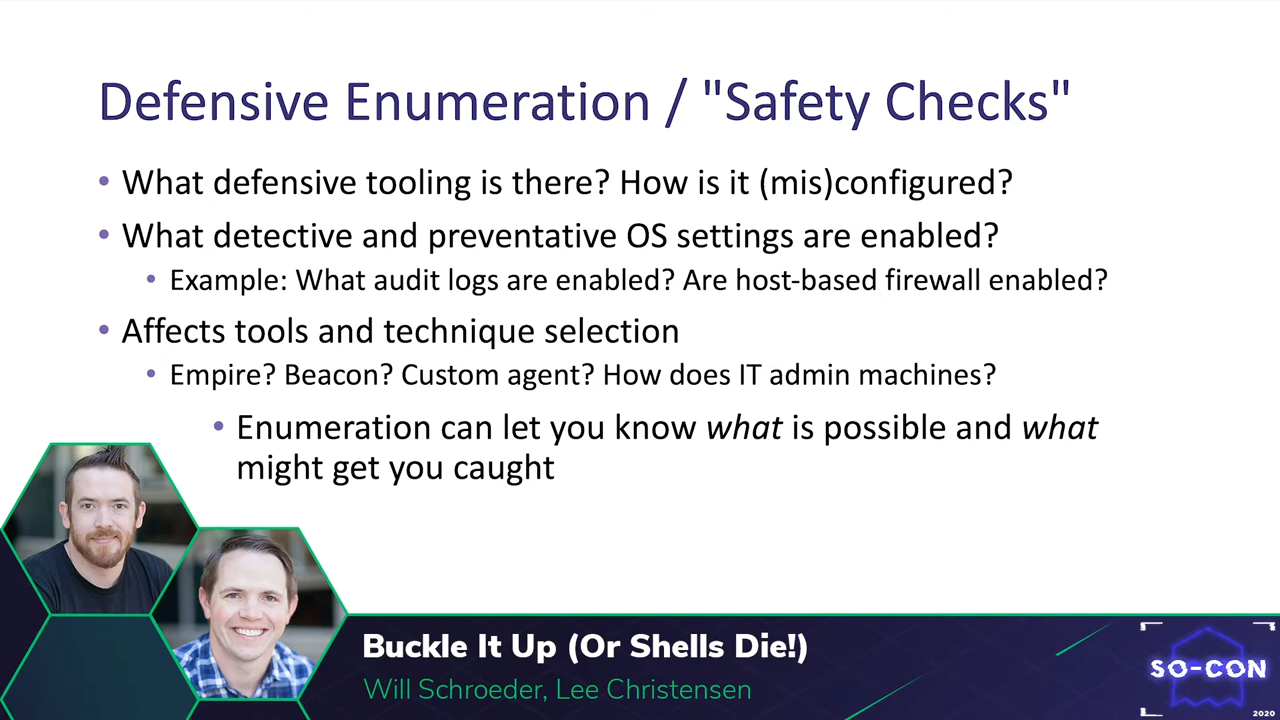 Defensive Enumeration / "Safety Checks"
• What defensive tooling is there? How is it (mis)configured?
• What detective and preventative OS settings are enabled?
• Example: What audit logs are enabled? Are host-based firewall enabled?
• Affects tools and technique selection
• Empire? Beacon? Custom agent? How does IT admin machines?
• Enumeration can let you know what is possible and what
might get you caught
Buckle It Up (Or Shells Die!)
Will Schroeder, Lee Christensen
SO-CON
2020